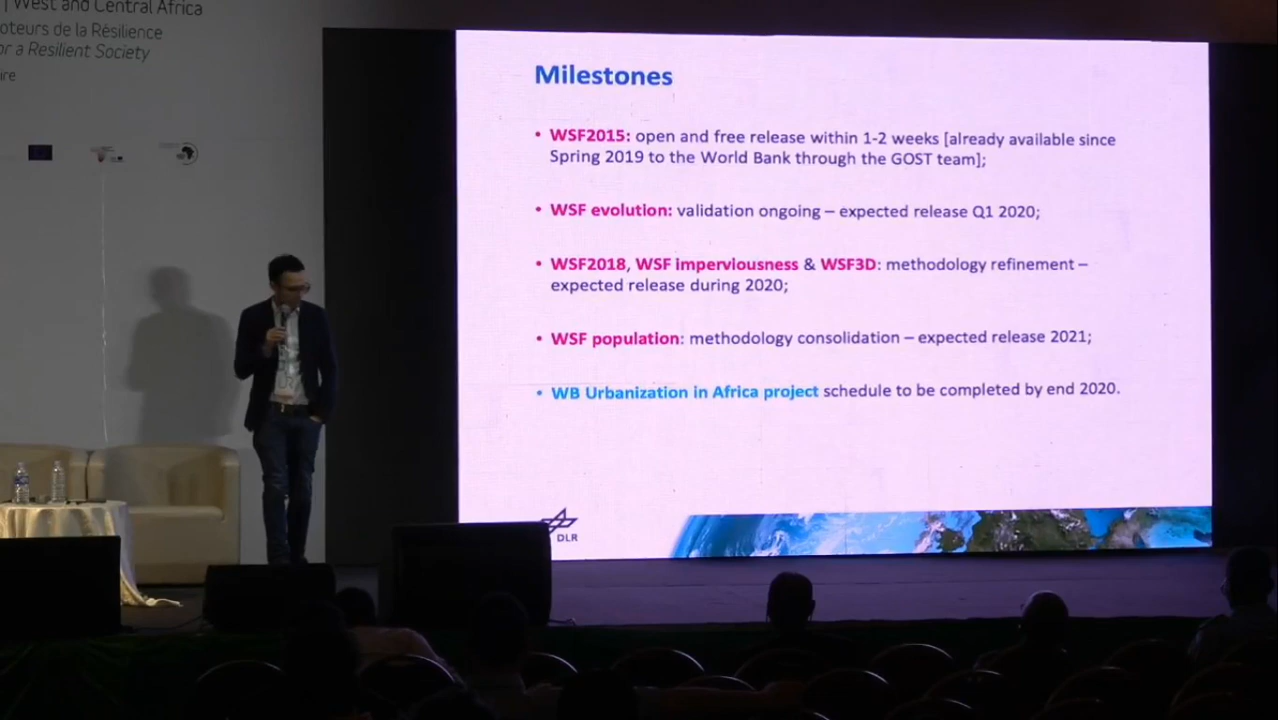 West and Central Africa
oteurs de la Résilience
or a Resilient Society
ire
Milestones
• WSF2015: open and free release within 1-2 weeks [already available since
Spring 2019 to the World Bank through the GOST team];
• WSF evolution: validation ongoing – expected release Q1 2020;
• WSF2018, WSF imperviousness & WSF3D: methodology refinement –
expected release during 2020;
• WSF population: methodology consolidation – expected release 2021;
• WB Urbanization in Africa project schedule to be completed by end 2020.
DLR